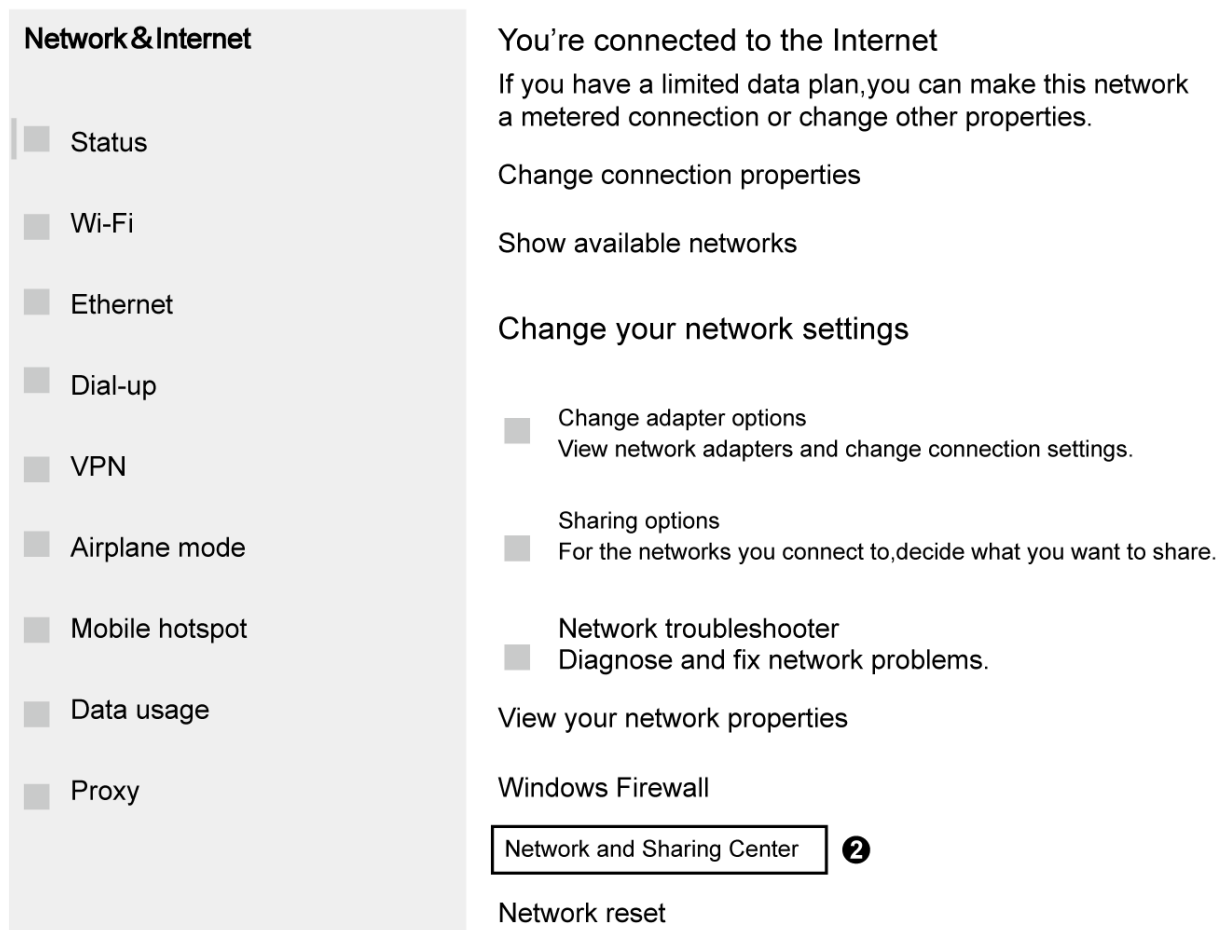 Network&Internet
Status
Wi-Fi
Ethernet
Dial-up
VPN
Airplane mode
Mobile hotspot
Data usage
Proxy
You're connected to the Internet
If you have a limited data plan,you can make this network
a metered connection or change other properties.
Change connection properties
Show available networks
Change your network settings
Change adapter options
View network adapters and change connection settings.
Sharing options
For the networks you connect to,decide what you want to share.
Network troubleshooter
Diagnose and fix network problems.
View your network properties
Windows Firewall
Network and Sharing Center ❷
Network reset